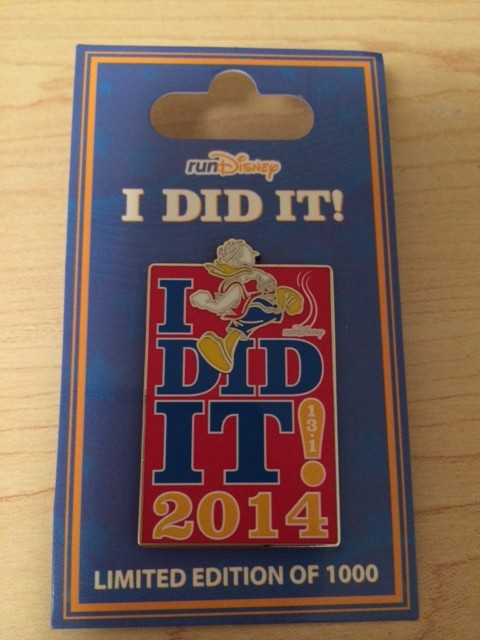 runDisney
I DID IT!
I
runDisney
DID
IT!
13.1
2014
LIMITED EDITION OF 1000